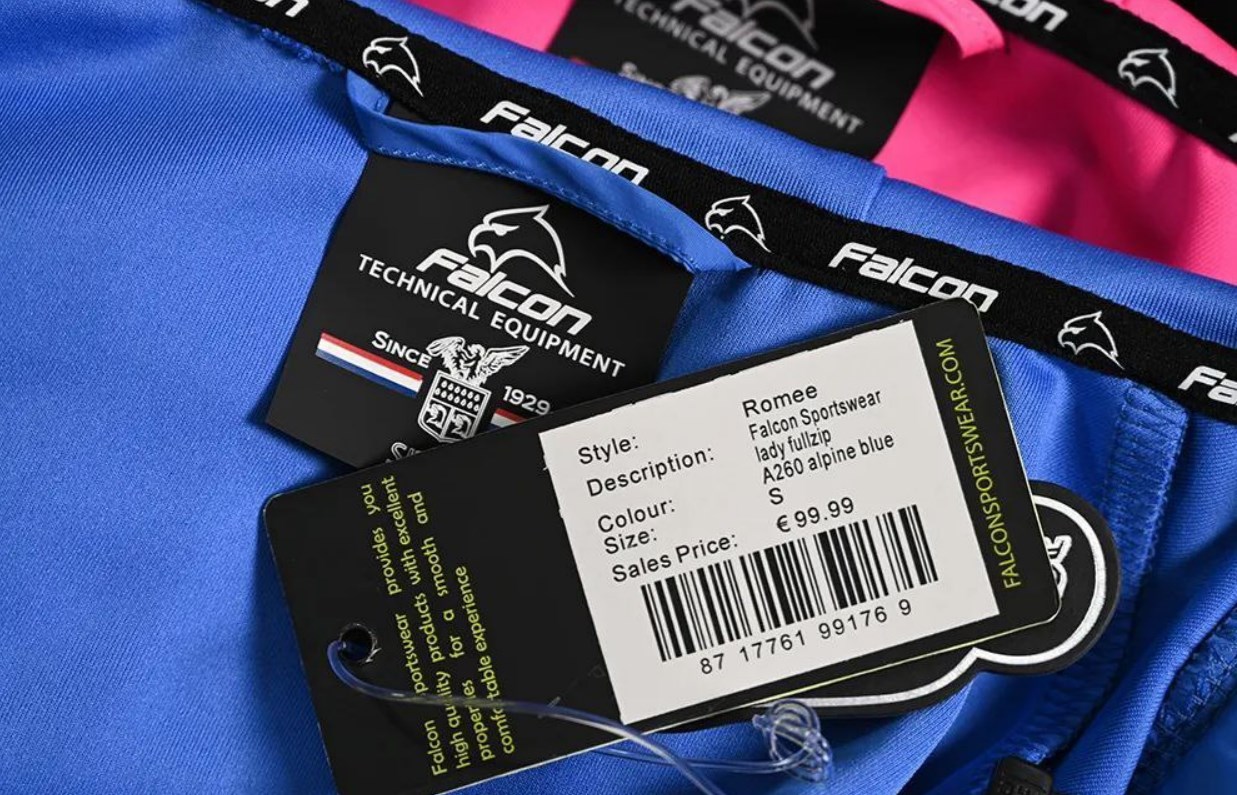 Falcon
TECHNICAL EQUIPMENT
Since
Falcon
Falcon
Falcon
TECHNICAL EQUIPMENT
SINCE 1929
Style: Romee
Description: Falcon Sportswear
lady fullzip
Colour: A260 alpine blue
Size: S
Sales Price: € 99.99
87 17761 99176 9
FALCONSPORTSWEAR.COM
Falcon sportswear provides you
high quality products with excellent
properties for a smooth and
comfortable experience